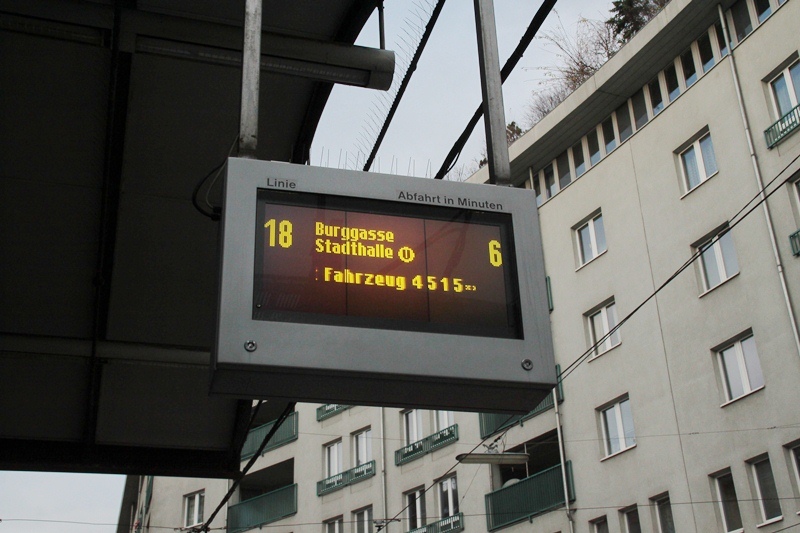 Linie Abfahrt in Minuten
18 Burggasse 6
Stadthalle U
: Fahrzeug 4515